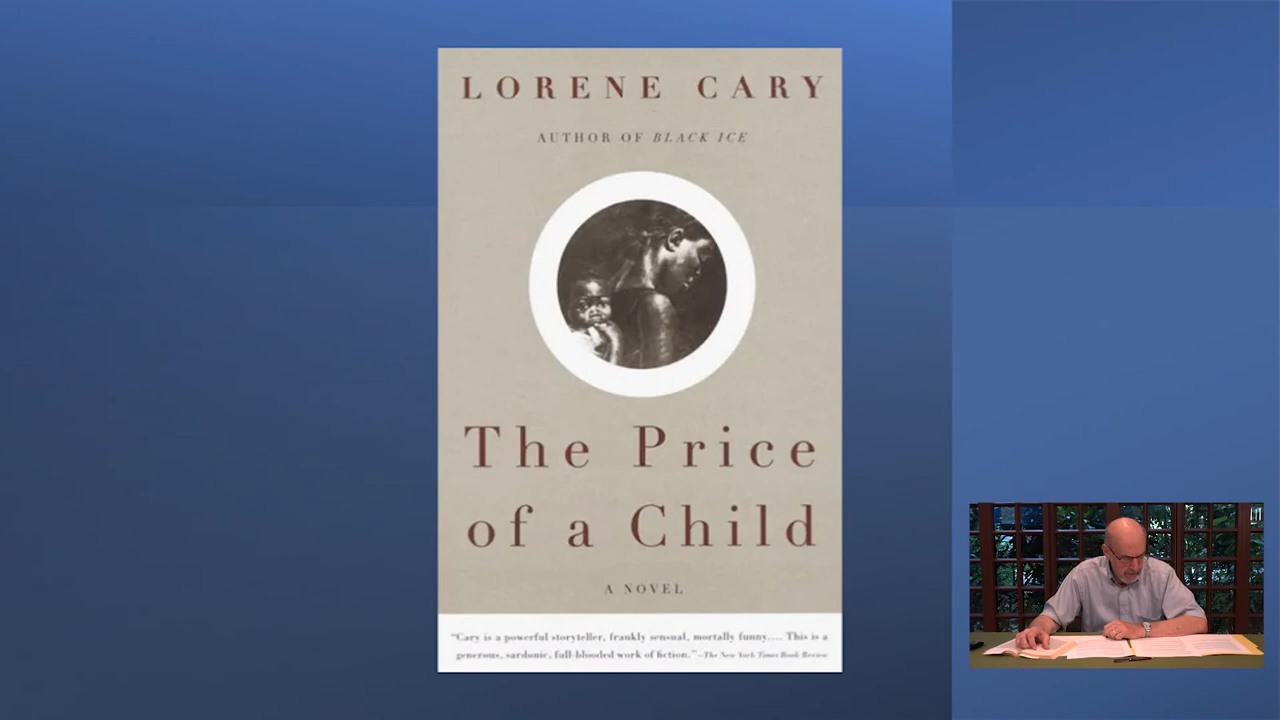 LORENE CARY
AUTHOR OF BLACK ICE
The Price
of a Child
A NOVEL
“Cary is a powerful storyteller, frankly sensual, mortally funny.... This is a
generous, sardonic, full-blooded work of fiction.”–The New York Times Book Review